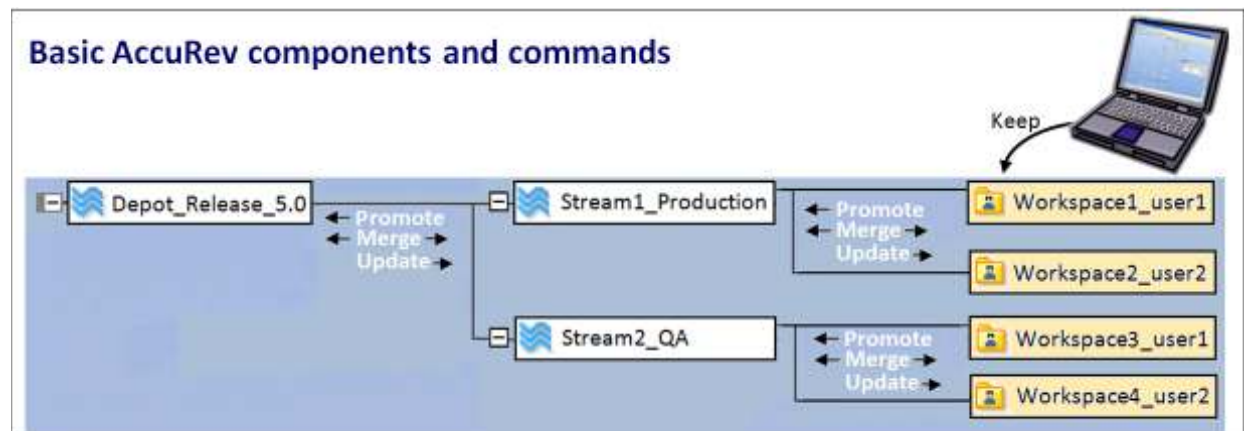 Basic AccuRev components and commands
Keep
Depot_Release_5.0
Promote
Merge
Update
Stream1_Production
Promote
Merge
Update
Workspace1_user1
Workspace2_user2
Stream2_QA
Promote
Merge
Update
Workspace3_user1
Workspace4_user2